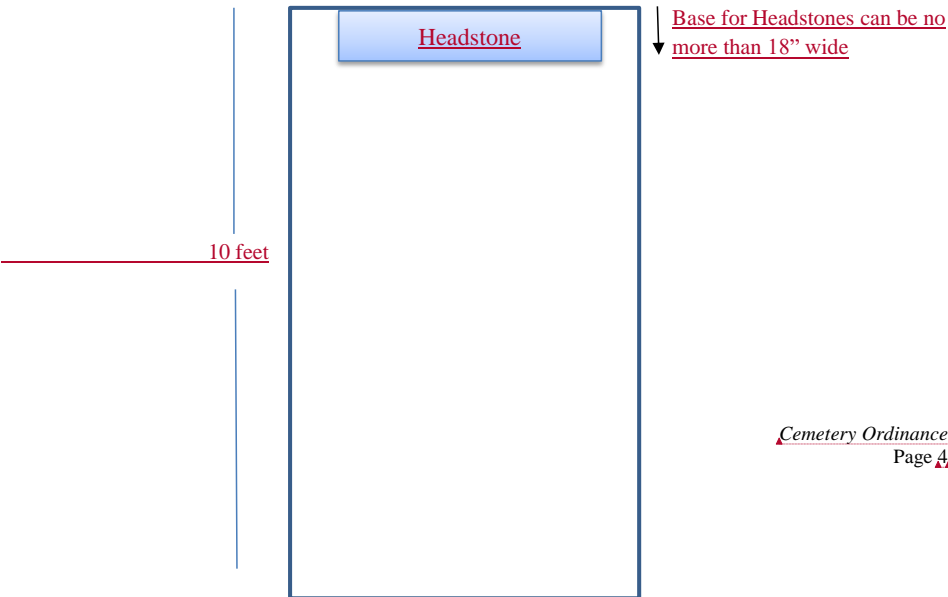 Headstone
Base for Headstones can be no
more than 18” wide
10 feet
Cemetery Ordinance
Page 4